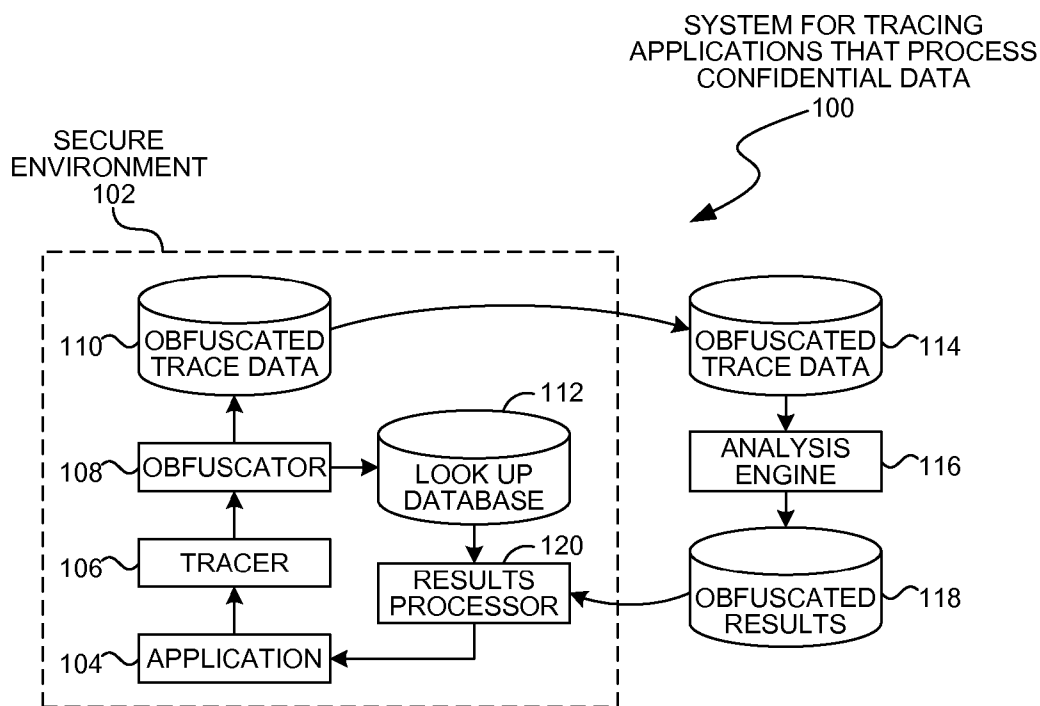 SYSTEM FOR TRACING
APPLICATIONS THAT PROCESS
CONFIDENTIAL DATA
100
SECURE
ENVIRONMENT
102
110
OBFUSCATED
TRACE DATA
OBFUSCATED
TRACE DATA
114
112
LOOK UP
DATABASE
108
OBFUSCATOR
ANALYSIS
ENGINE
116
106
TRACER
120
RESULTS
PROCESSOR
OBFUSCATED
RESULTS
118
104
APPLICATION